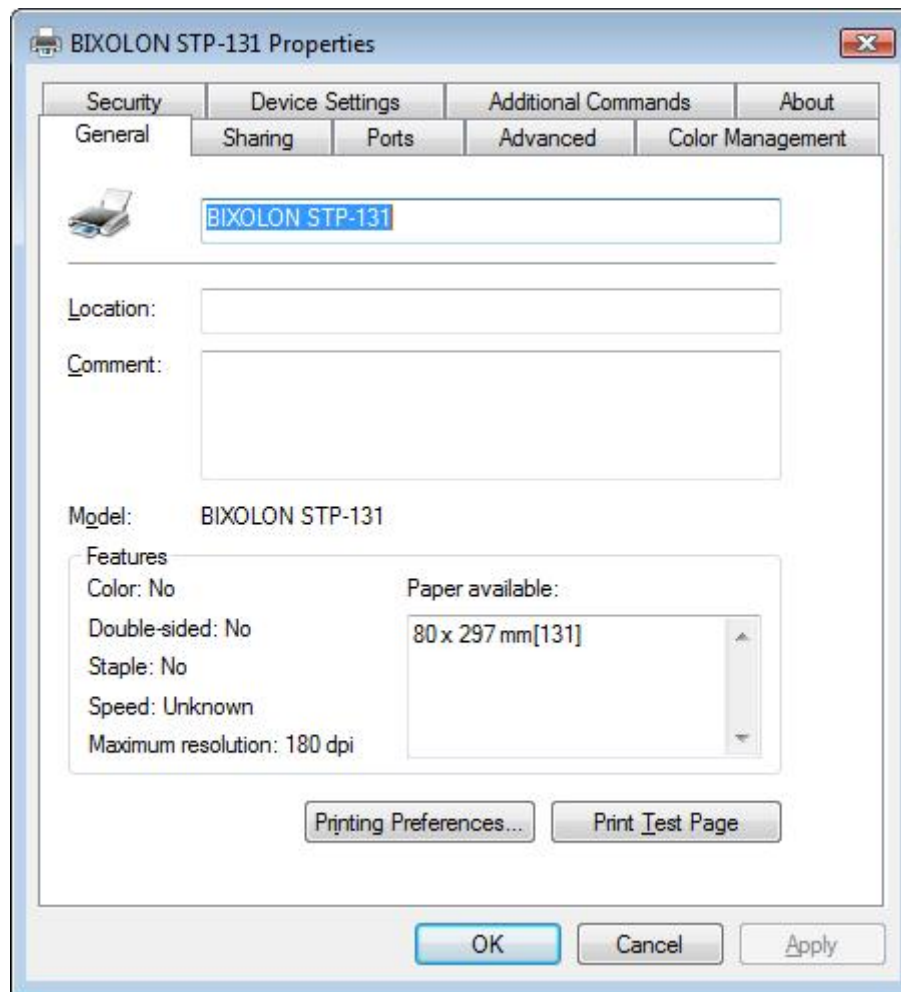 BIXOLON STP-131 Properties
Security Device Settings Additional Commands About
General Sharing Ports Advanced Color Management
BIXOLON STP-131
Location:
Comment:
Model: BIXOLON STP-131
Features
Color: No Paper available:
Double-sided: No 80 x 297 mm[131]
Staple: No
Speed: Unknown
Maximum resolution: 180 dpi
Printing Preferences... Print Test Page
OK Cancel Apply